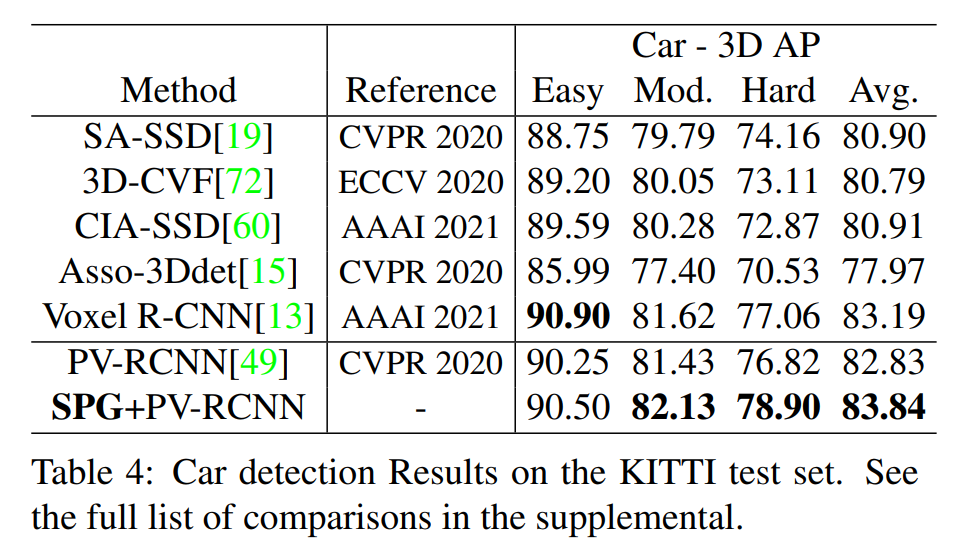 Car - 3D AP
Method Reference Easy Mod. Hard Avg.
SA-SSD[19] CVPR 2020 88.75 79.79 74.16 80.90
3D-CVF[72] ECCV 2020 89.20 80.05 73.11 80.79
CIA-SSD[60] AAAI 2021 89.59 80.28 72.87 80.91
Asso-3Ddet[15] CVPR 2020 85.99 77.40 70.53 77.97
Voxel R-CNN[13] AAAI 2021 90.90 81.62 77.06 83.19
PV-RCNN[49] CVPR 2020 90.25 81.43 76.82 82.83
SPG+PV-RCNN - 90.50 82.13 78.90 83.84
Table 4: Car detection Results on the KITTI test set. See
the full list of comparisons in the supplemental.